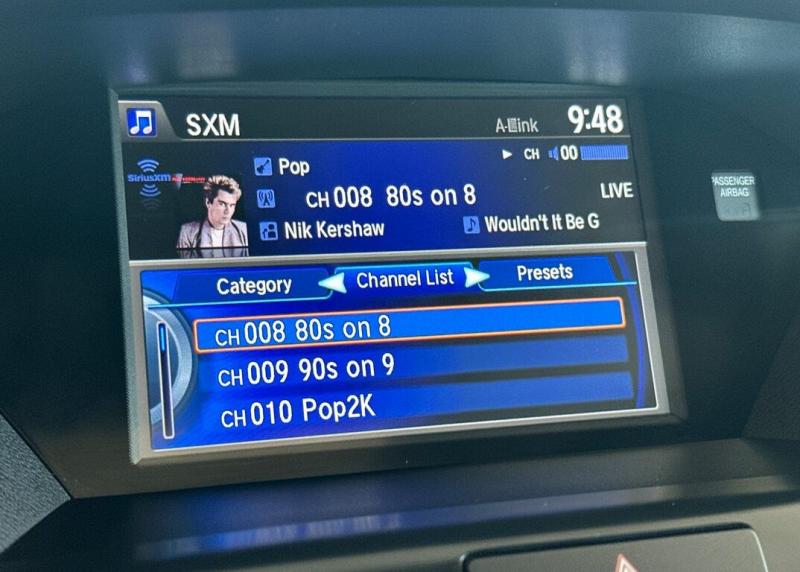 SXM
A-Link
9:48
SiriusXM
Pop
CH 00
CH 008 80s on 8
LIVE
Nik Kershaw
Wouldn't It Be G
PASSENGER
AIRBAG
Category
Channel List
Presets
CH 008 80s on 8
CH 009 90s on 9
CH 010 Pop2K